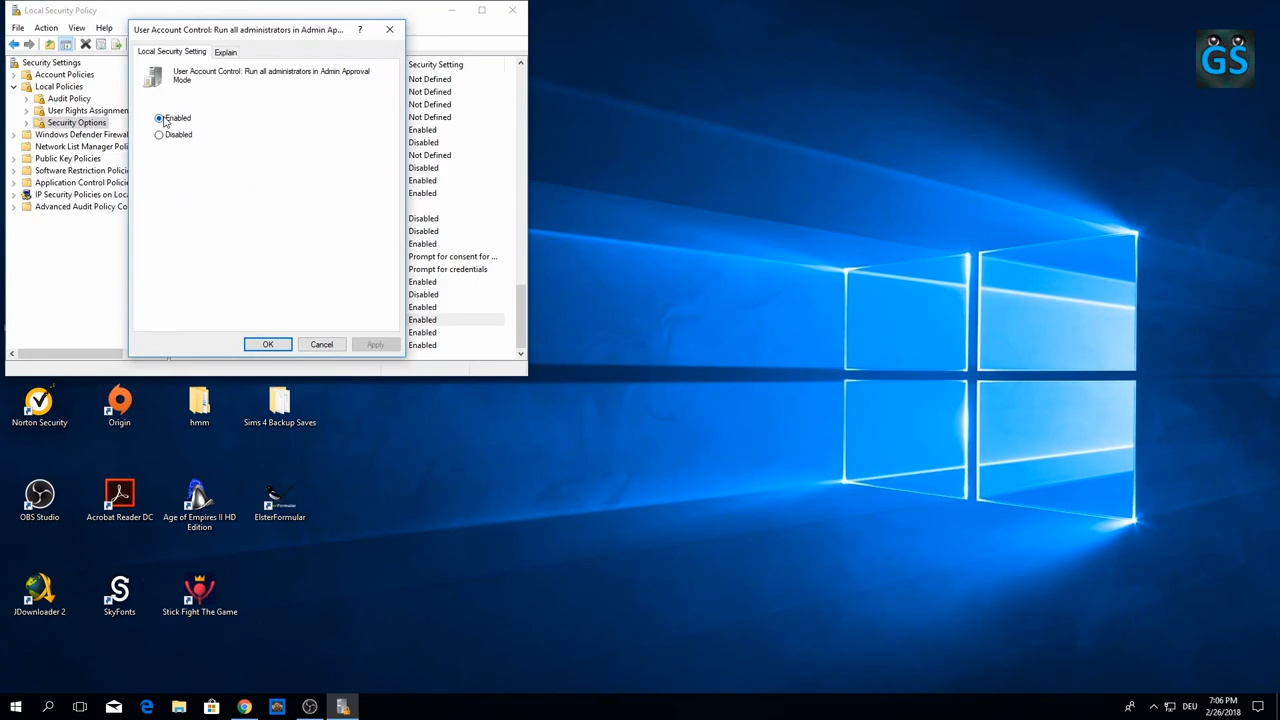 Local Security Policy
File Action View Help
Security Settings
Account Policies
Local Policies
Audit Policy
User Rights Assignmen
Security Options
Windows Defender Firewa
Network List Manager Poli
Public Key Policies
Software Restriction Polici
Application Control Policie
IP Security Policies on Loca
Advanced Audit Policy Co
User Account Control: Run all administrators in Admin Ap...
?
Local Security Setting
Explain
User Account Control: Run all administrators in Admin Approval
Mode
Enabled
Disabled
OK
Cancel
Apply
Security Setting
Not Defined
Not Defined
Not Defined
Not Defined
Enabled
Disabled
Not Defined
Disabled
Enabled
Enabled
Disabled
Disabled
Enabled
Prompt for consent for ...
Prompt for credentials
Enabled
Disabled
Enabled
Enabled
Enabled
Enabled
GS
Norton Security
Origin
hmm
Sims 4 Backup Saves
OBS Studio
Acrobat Reader DC
Age of Empires II HD
Edition
ElsterFormular
JDownloader 2
SkyFonts
Stick Fight The Game
DEU
7:06 PM
2/26/2018